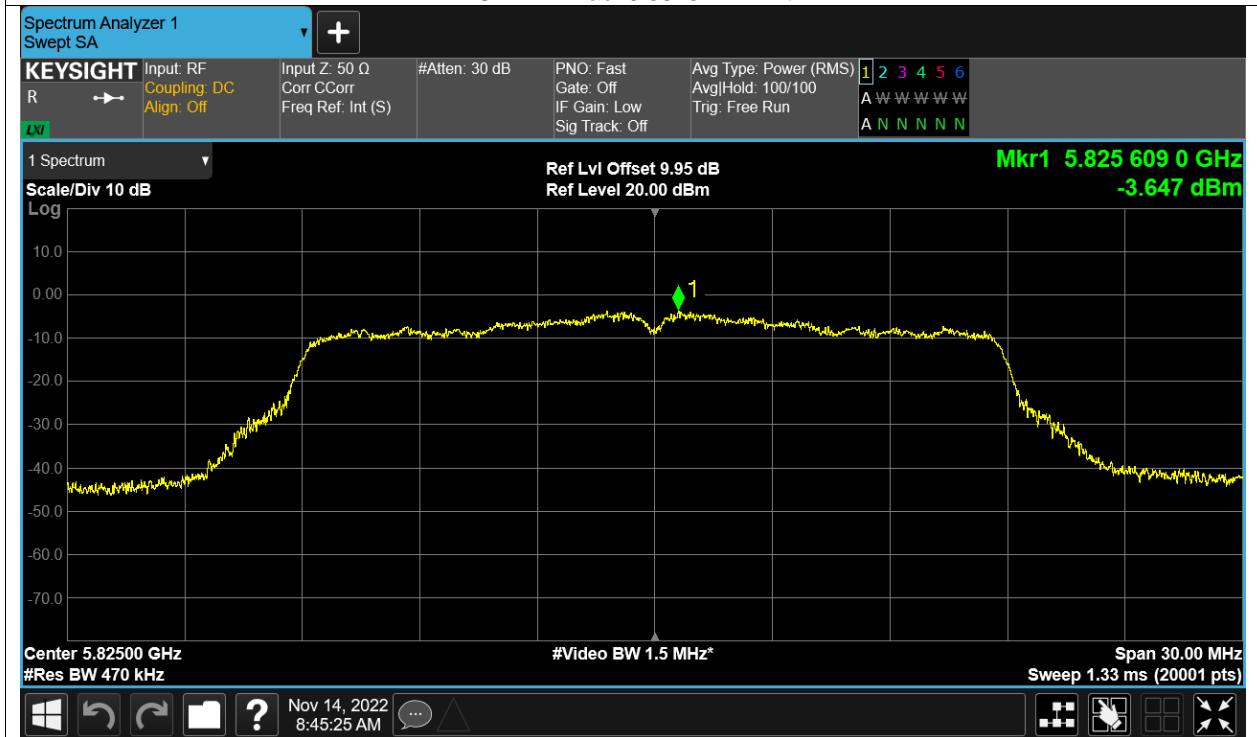 Spectrum Analyzer 1
Swept SA
+
KEYSIGHT
R
LXI
Input: RF
Coupling: DC
Align: Off
Input Z: 50 Ω
Corr CCorr
Freq Ref: Int (S)
#Atten: 30 dB
PNO: Fast
Gate: Off
IF Gain: Low
Sig Track: Off
Avg Type: Power (RMS)
Avg|Hold: 100/100
Trig: Free Run
1 2 3 4 5 6
A W W W W W
A N N N N N
1 Spectrum
Scale/Div 10 dB
Log
Ref Lvl Offset 9.95 dB
Ref Level 20.00 dBm
Mkr1 5.825 609 0 GHz
-3.647 dBm
10.0
0.00
-10.0
-20.0
-30.0
-40.0
-50.0
-60.0
-70.0
1
Center 5.82500 GHz
#Res BW 470 kHz
#Video BW 1.5 MHz*
Span 30.00 MHz
Sweep 1.33 ms (20001 pts)
?
Nov 14, 2022
8:45:25 AM